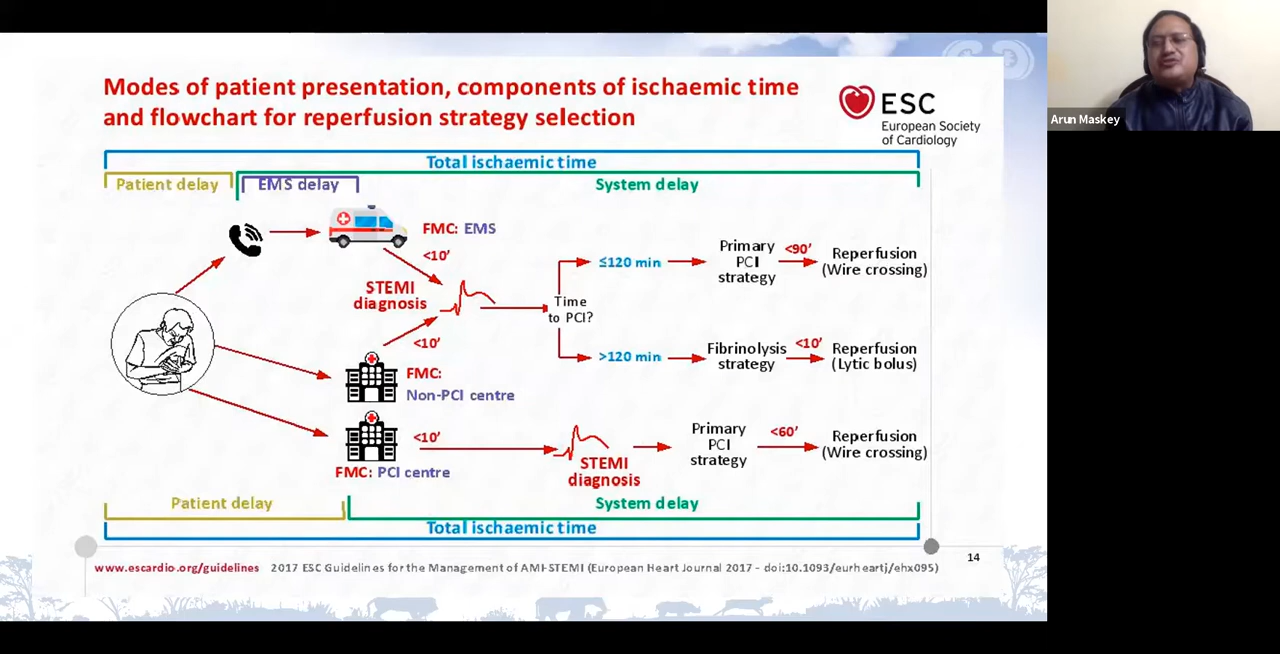 Modes of patient presentation, components of ischaemic time
and flowchart for reperfusion strategy selection
ESC
European Society
of Cardiology
Arun Maskey
Total ischaemic time
Patient delay
EMS delay
System delay
FMC: EMS
<10'
STEMI
diagnosis
<10'
Time
to PCI?
≤120 min
Primary
PCI
strategy
<90'
Reperfusion
(Wire crossing)
>120 min
Fibrinolysis
strategy
<10'
Reperfusion
(Lytic bolus)
FMC:
Non-PCI centre
<10'
FMC: PCI centre
STEMI
diagnosis
Primary
PCI
strategy
<60'
Reperfusion
(Wire crossing)
Patient delay
System delay
Total ischaemic time
14
www.escardio.org/guidelines 2017 ESC Guidelines for the Management of AMI-STEMI (European Heart Journal 2017 - doi:10.1093/eurheartj/ehx095)